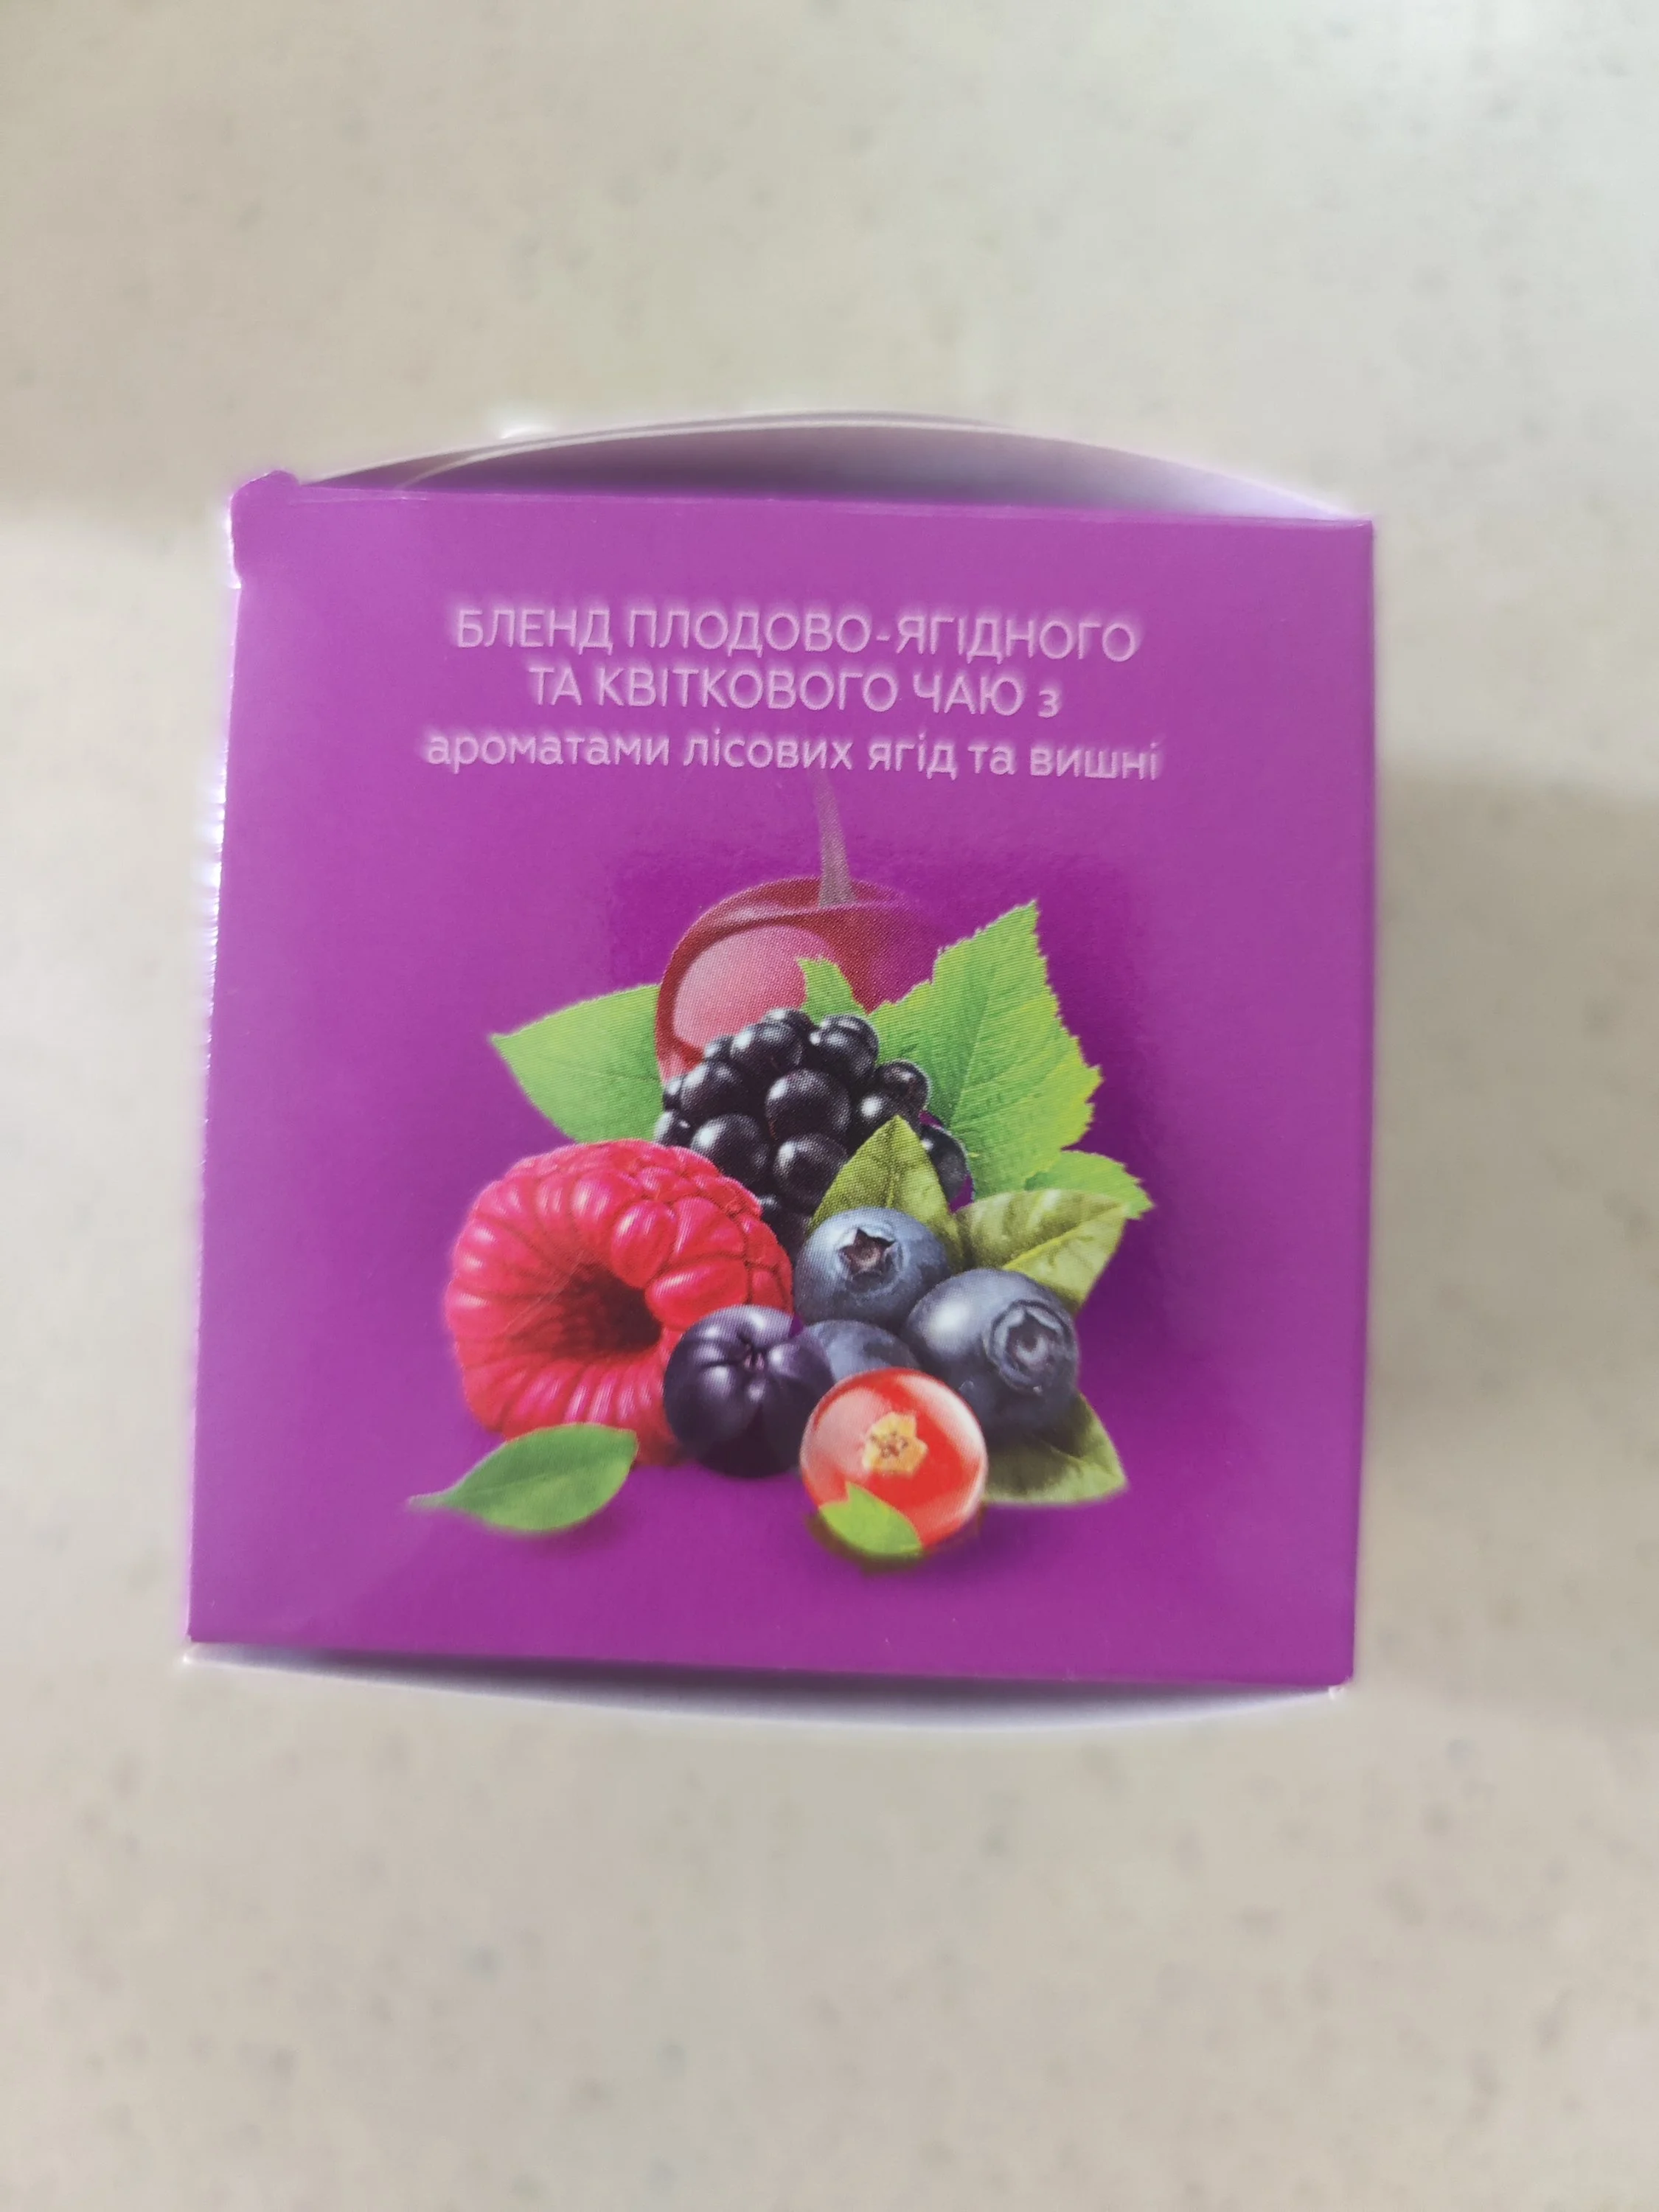 БЛЕНД ПЛОДОВО-ЯГІДНОГО
ТА КВІТКОВОГО ЧАЮ з
ароматами лісових ягід та вишні